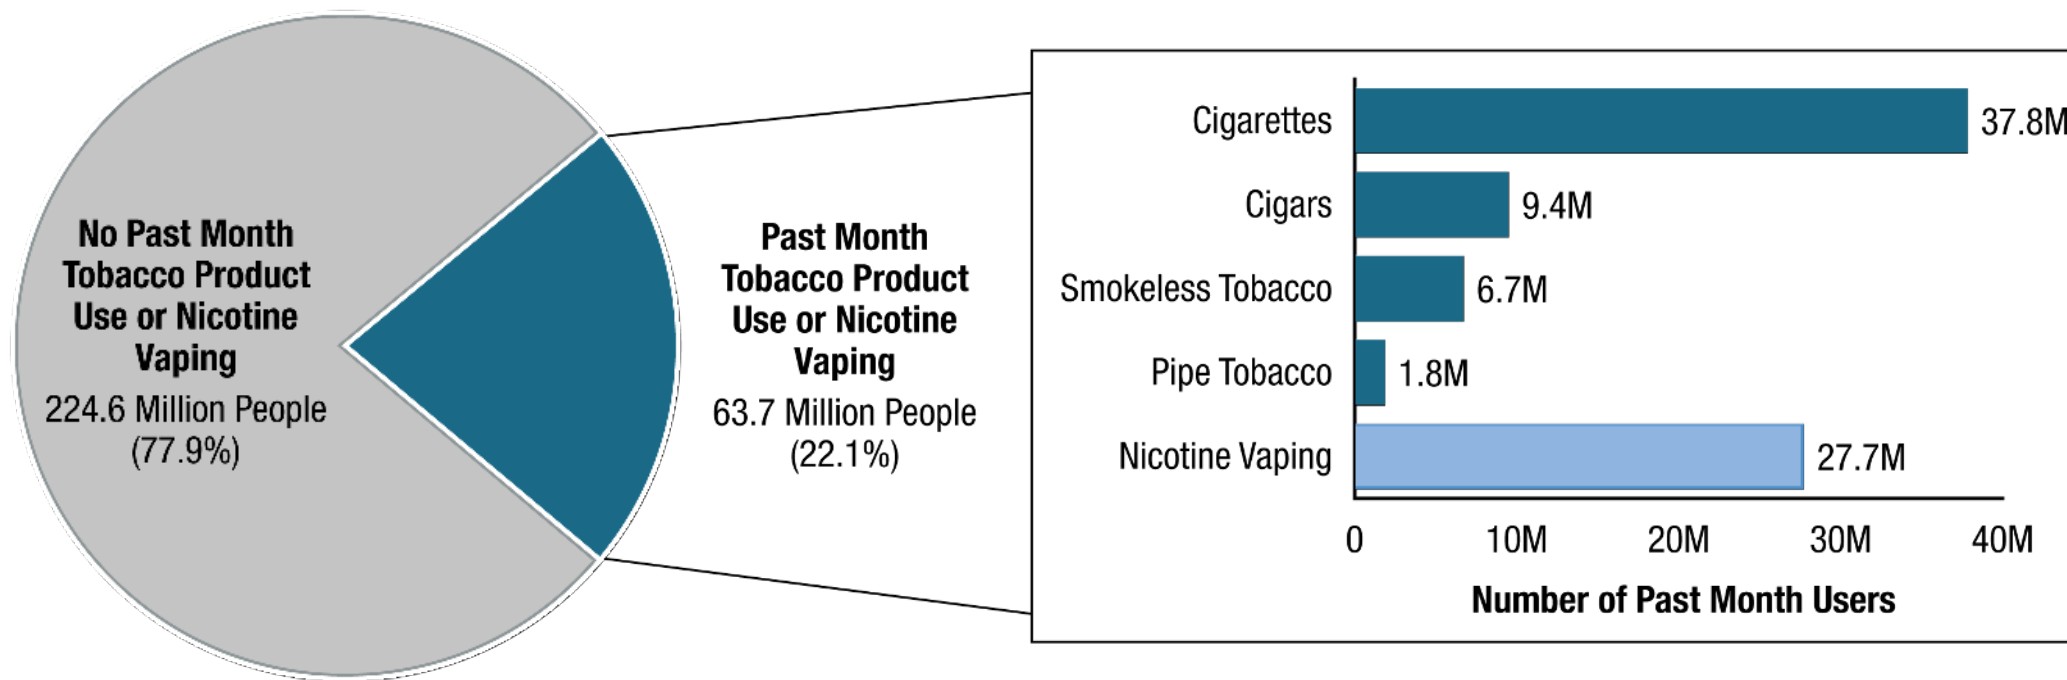 No Past Month
Tobacco Product
Use or Nicotine
Vaping
224.6 Million People
(77.9%)
Past Month
Tobacco Product
Use or Nicotine
Vaping
63.7 Million People
(22.1%)
Cigarettes 37.8M
Cigars 9.4M
Smokeless Tobacco 6.7M
Pipe Tobacco 1.8M
Nicotine Vaping 27.7M
0 10M 20M 30M 40M
Number of Past Month Users